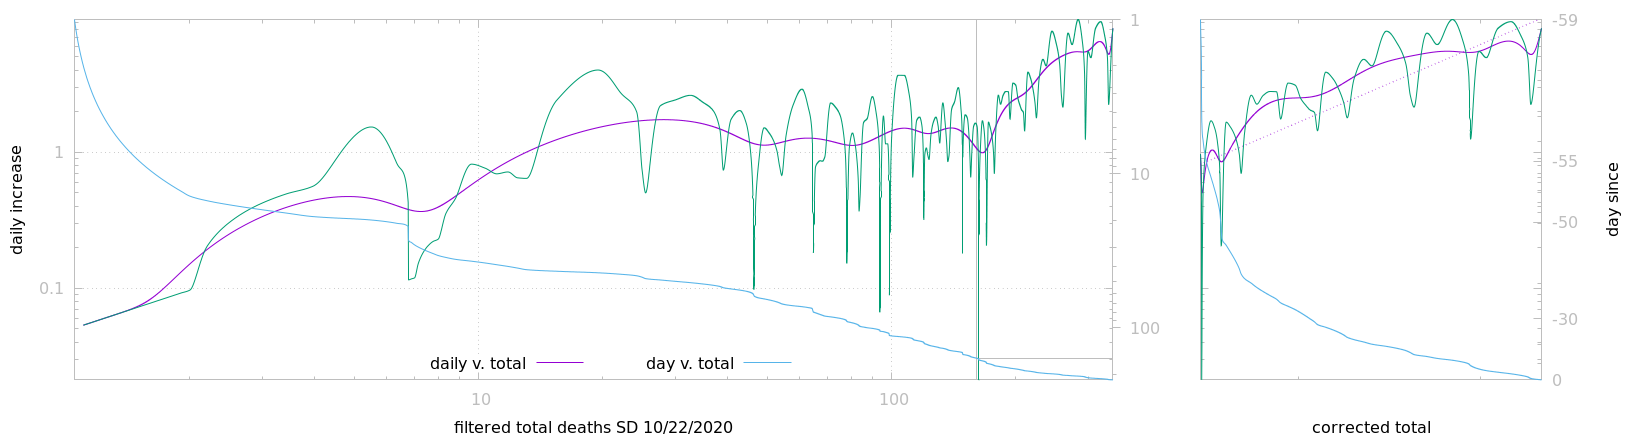 daily increase
1
0.1
10
100
daily v. total
day v. total
filtered total deaths SD 10/22/2020
1
10
100
-59
-55
-50
-30
0
day since
corrected total